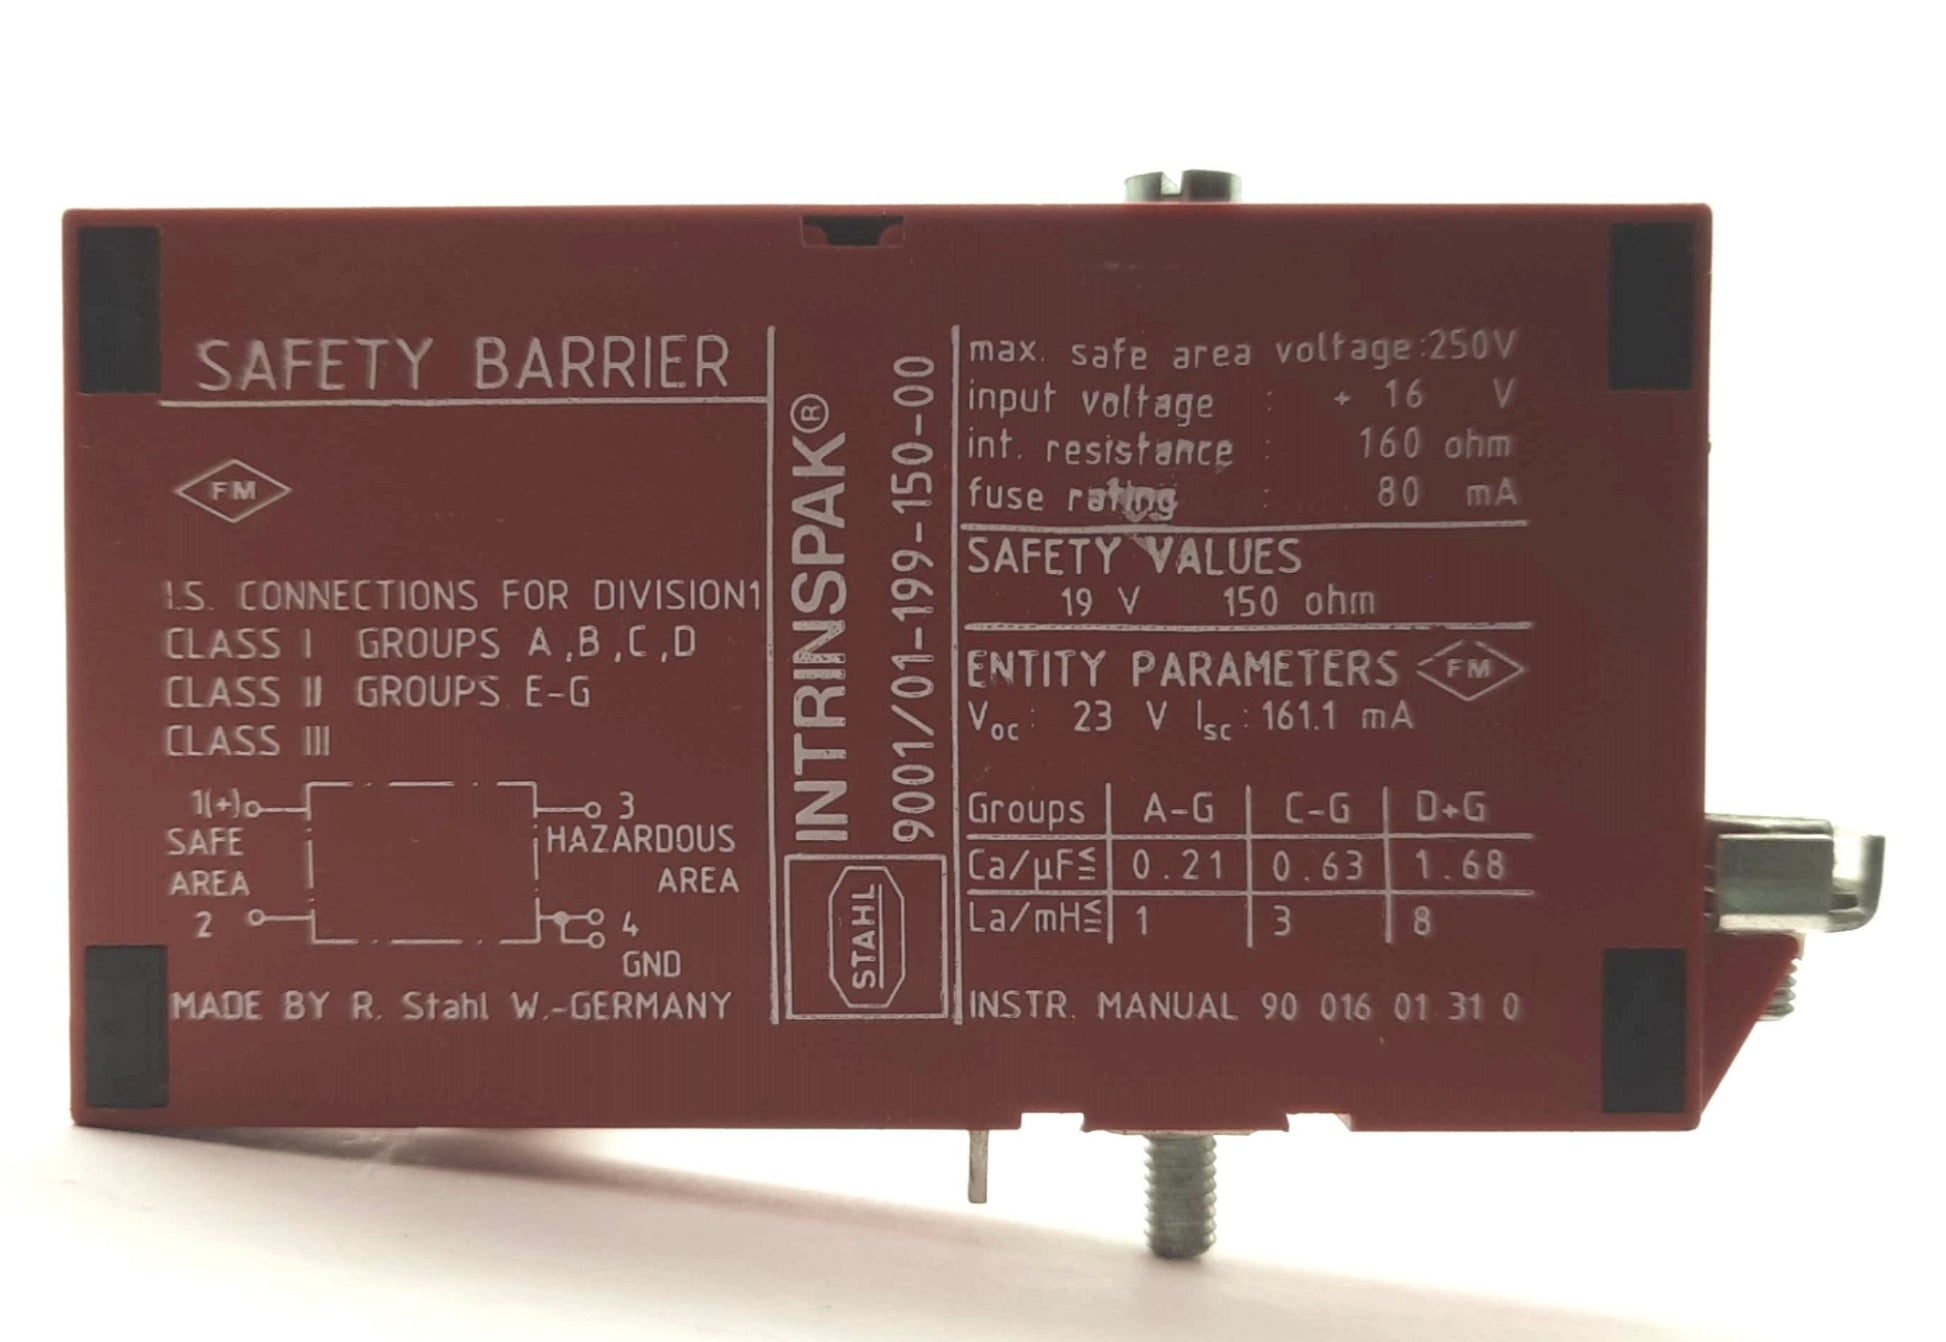 SAFETY BARRIER
FM
I.S. CONNECTIONS FOR DIVISION1
CLASS I GROUPS A,B,C,D
CLASS II GROUPS E-G
CLASS III
1(+) 3
SAFE HAZARDOUS
AREA AREA
2 4
GND
MADE BY R. Stahl W.-GERMANY
INTRINSPAK®
9001/01-199-150-00
STAHL
max. safe area voltage:250V
input voltage : + 16 V
int. resistance : 160 ohm
fuse rating : 80 mA
SAFETY VALUES
19 V 150 ohm
ENTITY PARAMETERS FM
Voc: 23 V Isc: 161.1 mA
Groups A-G C-G D+G
Ca/µF≤ 0.21 0.63 1.68
La/mH≤ 1 3 8
INSTR. MANUAL 90 016 01 31 0